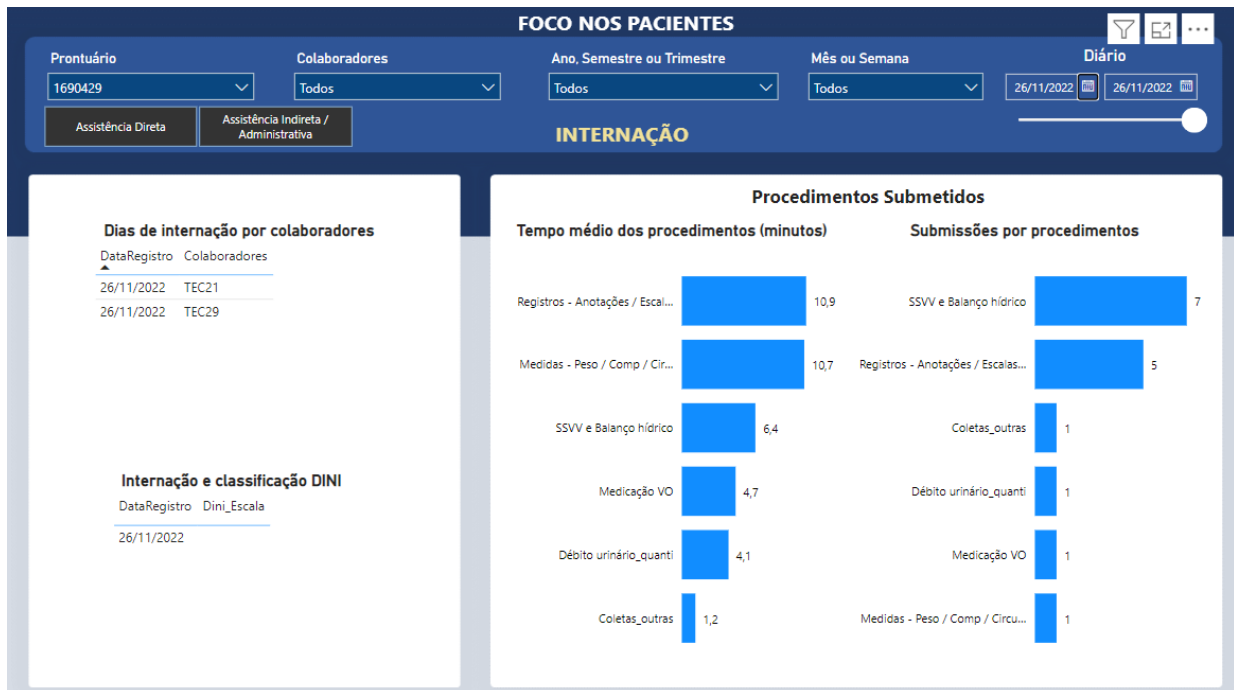 FOCO NOS PACIENTES
Prontuário
Colaboradores
Ano, Semestre ou Trimestre
Mês ou Semana
Diário
1690429
Todos
Todos
Todos
26/11/2022
26/11/2022
Assistência Direta
Assistência Indireta /
Administrativa
INTERNAÇÃO
Dias de internação por colaboradores
DataRegistro Colaboradores
26/11/2022 TEC21
26/11/2022 TEC29
Internação e classificação DINI
DataRegistro Dini_Escala
26/11/2022
Procedimentos Submetidos
Tempo médio dos procedimentos (minutos)
Registros - Anotações / Escal... 10,9
Medidas - Peso / Comp / Cir... 10,7
SSVV e Balanço hídrico 6,4
Medicação VO 4,7
Débito urinário_quanti 4,1
Coletas_outras 1,2
Submissões por procedimentos
SSVV e Balanço hídrico 7
Registros - Anotações / Escalas... 5
Coletas_outras 1
Débito urinário_quanti 1
Medicação VO 1
Medidas - Peso / Comp / Circu... 1